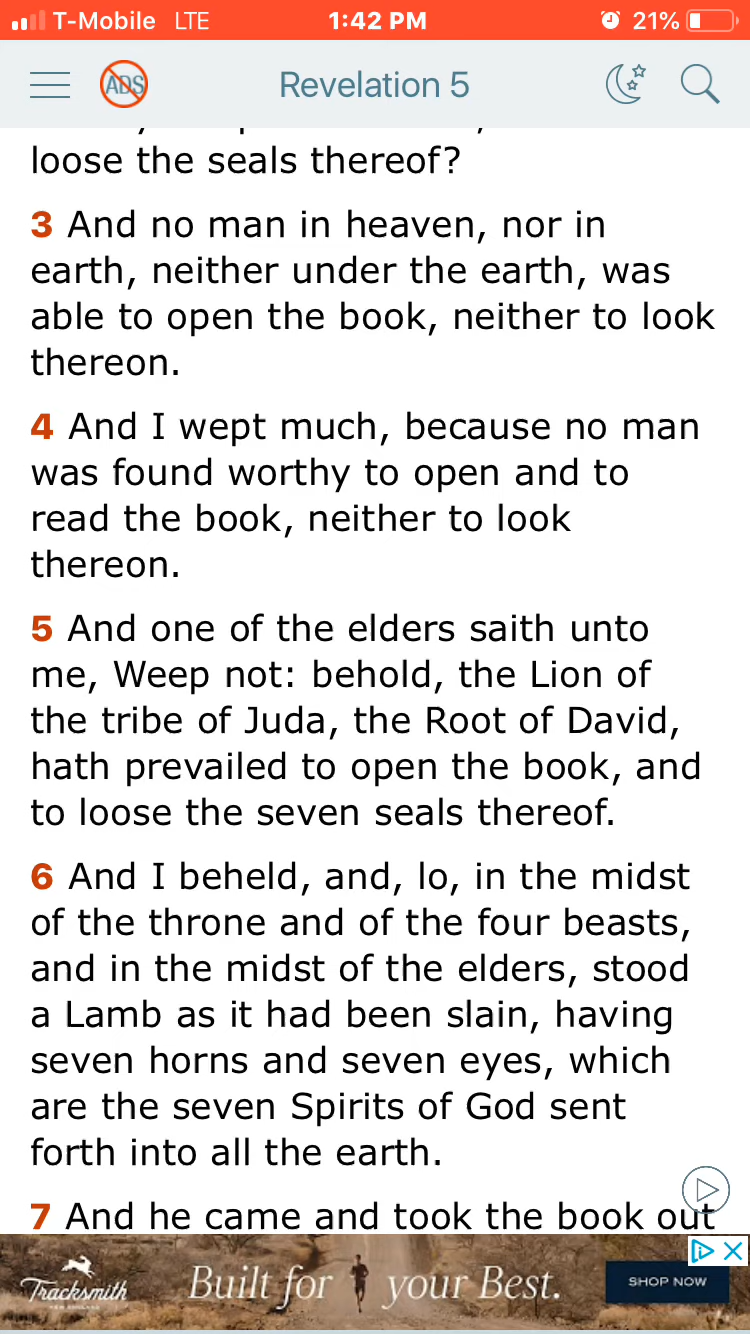 T-Mobile LTE 1:42 PM 21%
ADS Revelation 5
loose the seals thereof?
3 And no man in heaven, nor in
earth, neither under the earth, was
able to open the book, neither to look
thereon.
4 And I wept much, because no man
was found worthy to open and to
read the book, neither to look
thereon.
5 And one of the elders saith unto
me, Weep not: behold, the Lion of
the tribe of Juda, the Root of David,
hath prevailed to open the book, and
to loose the seven seals thereof.
6 And I beheld, and, lo, in the midst
of the throne and of the four beasts,
and in the midst of the elders, stood
a Lamb as it had been slain, having
seven horns and seven eyes, which
are the seven Spirits of God sent
forth into all the earth.
7 And he came and took the book out
Tracksmith Built for your Best. SHOP NOW
NEW ENGLAND